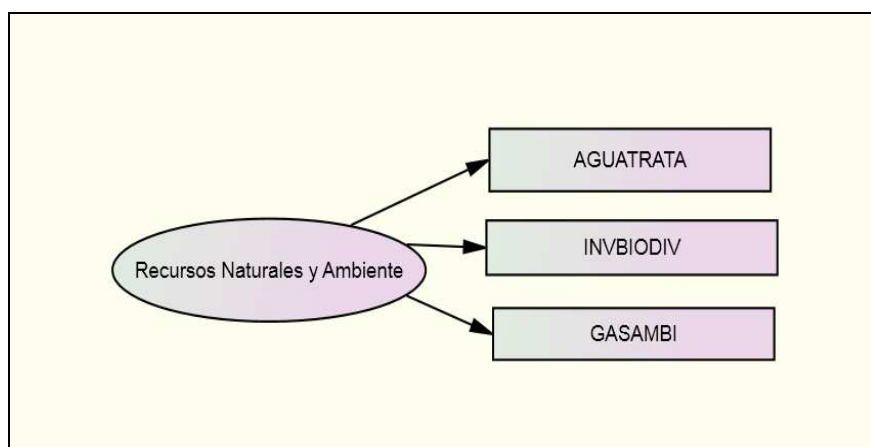 AGUATRATA
Recursos Naturales y Ambiente
INVBIODIV
GASAMBI